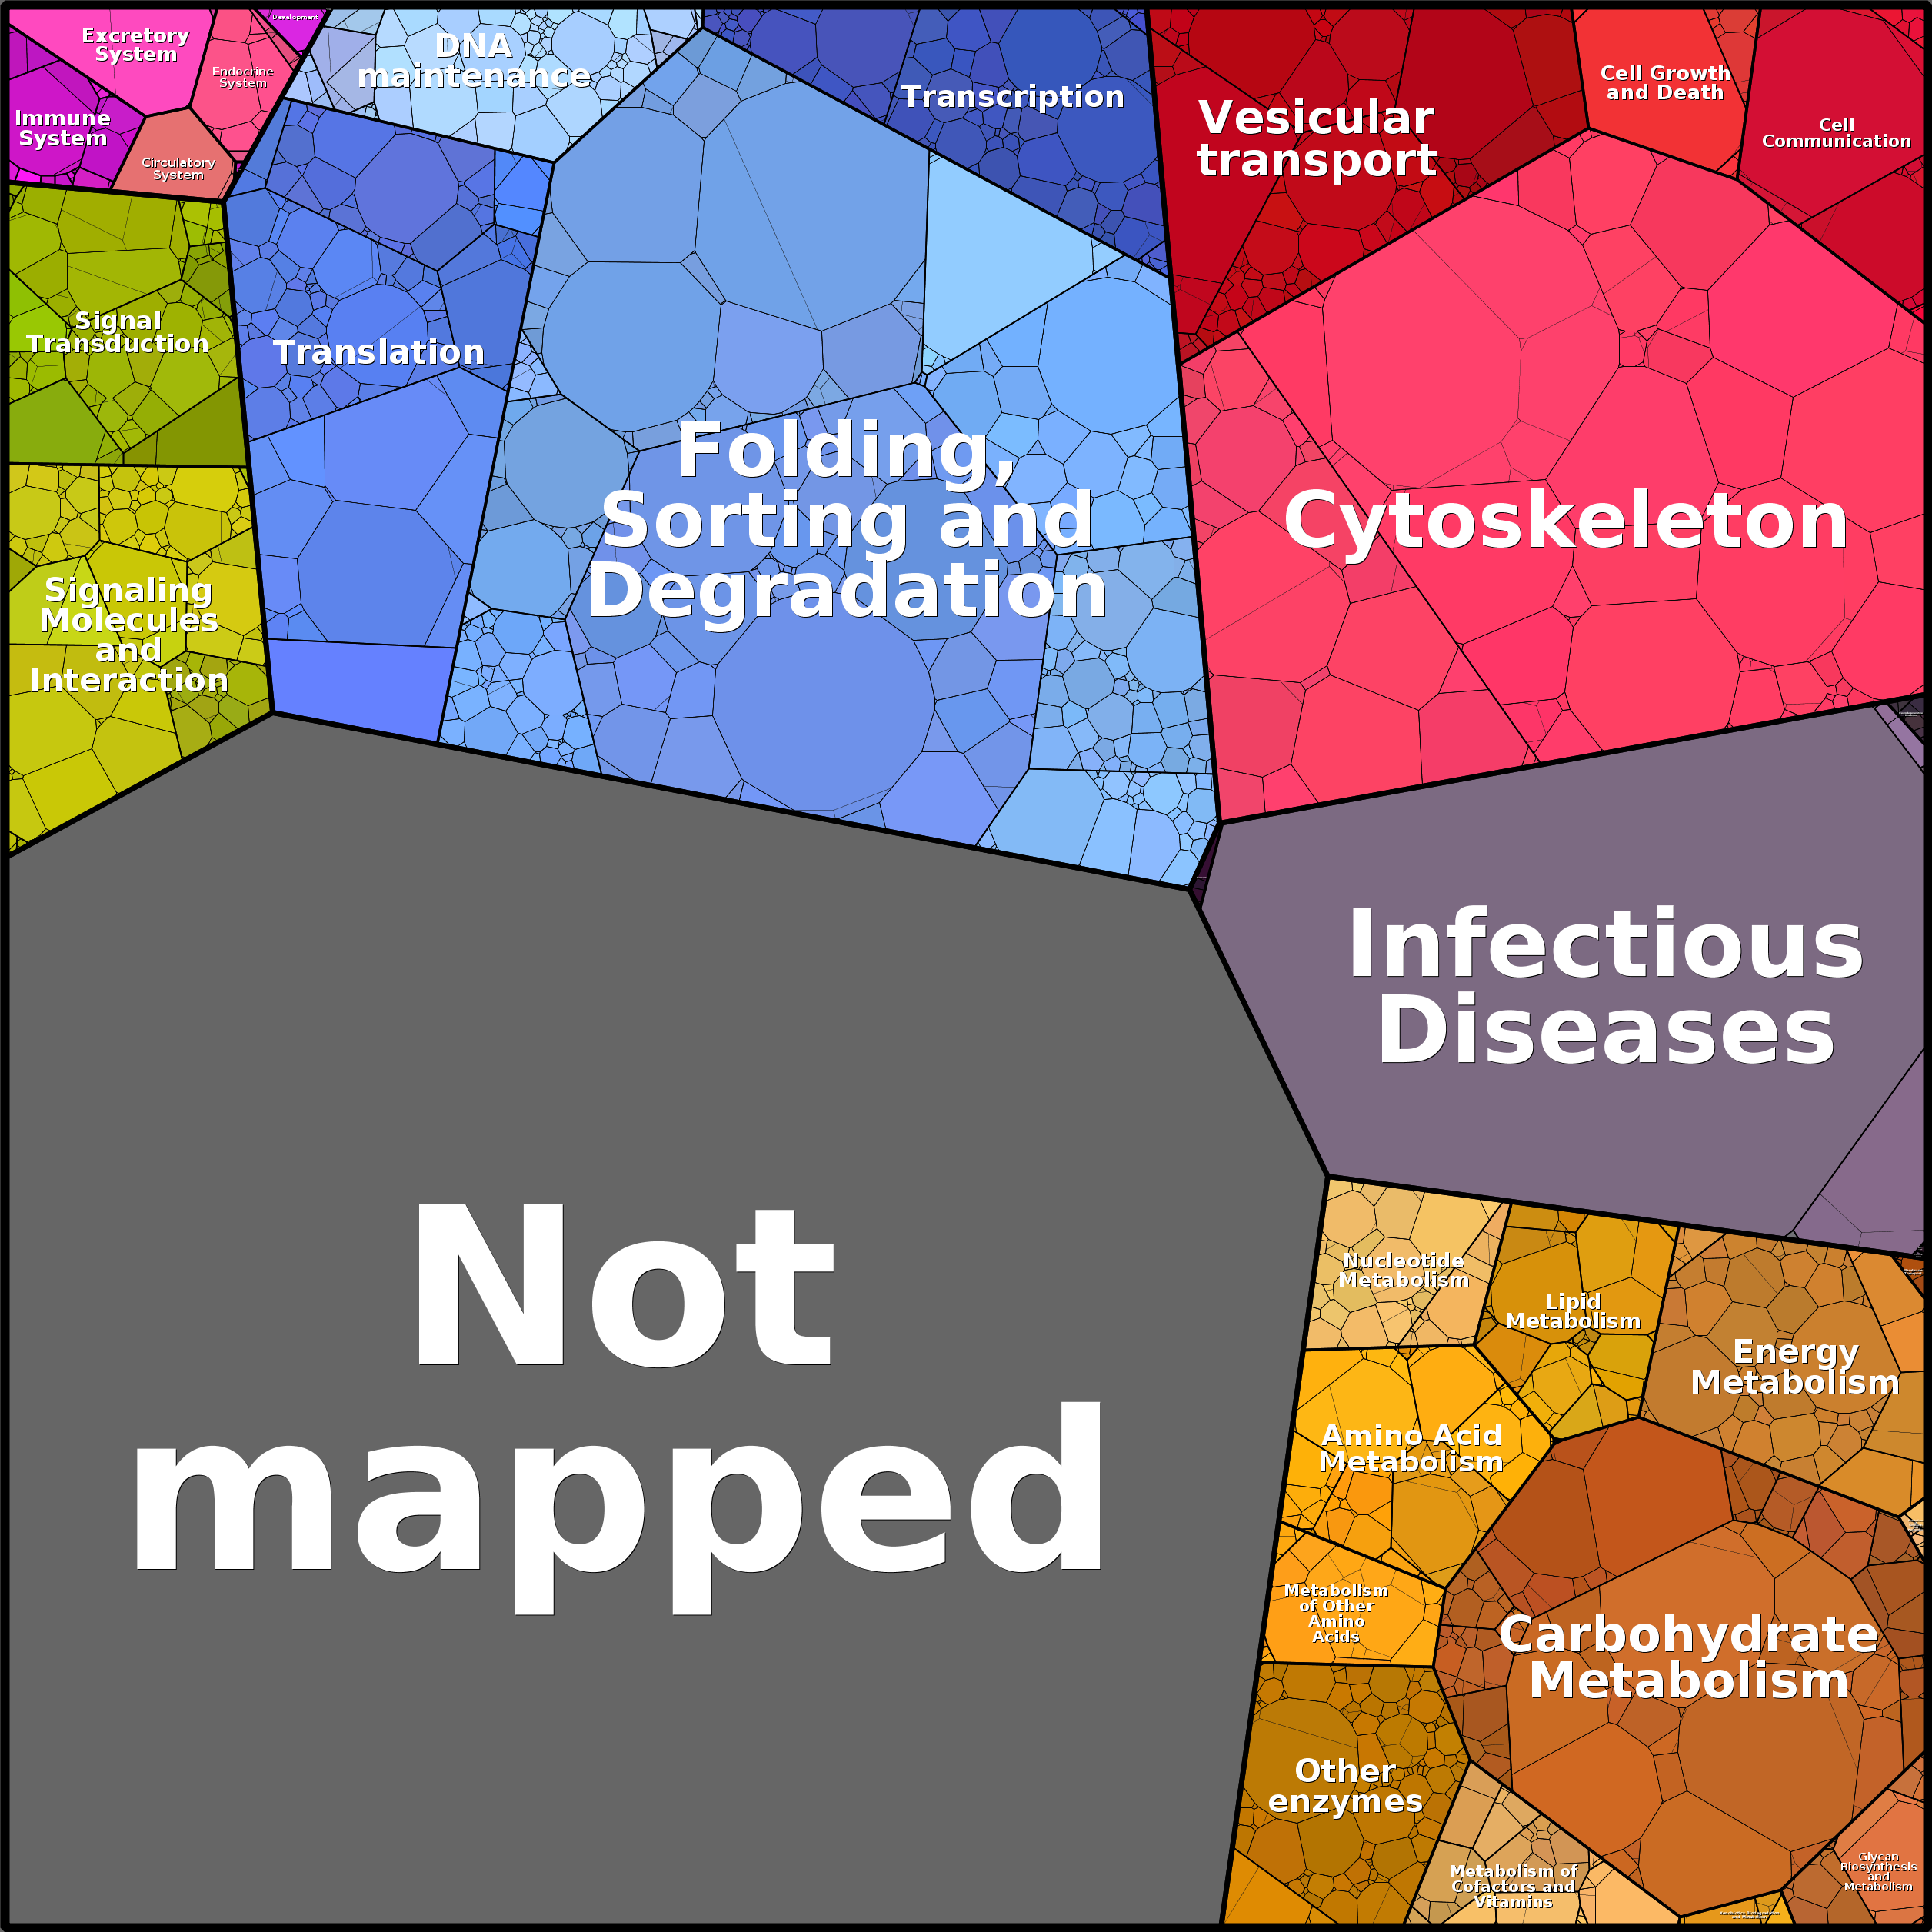 Development
Excretory
System
Endocrine
System
Immune
System
Circulatory
System
DNA
maintenance
Transcription
Vesicular
transport
Cell Growth
and Death
Cell
Communication
Signal
Transduction
Translation
Folding,
Sorting and
Degradation
Cytoskeleton
Signaling
Molecules
and
Interaction
Infectious
Diseases
Not
mapped
Nucleotide
Metabolism
Lipid
Metabolism
Energy
Metabolism
Amino Acid
Metabolism
Metabolism
of Other
Amino
Acids
Carbohydrate
Metabolism
Other
enzymes
Metabolism of
Cofactors and
Vitamins
Glycan
Biosynthesis
and
Metabolism